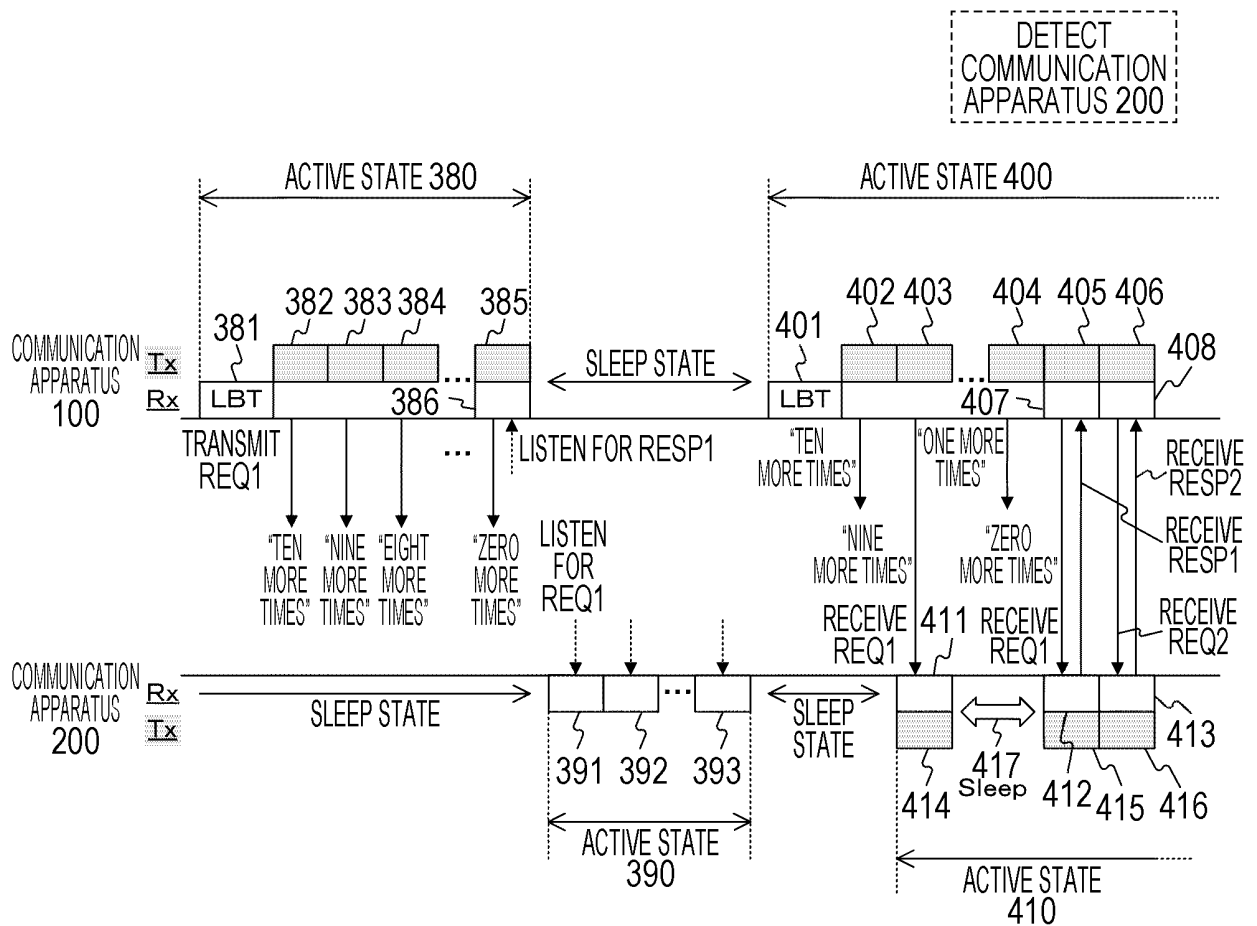 DETECT
COMMUNICATION
APPARATUS 200
ACTIVE STATE 380
ACTIVE STATE 400
382
383
384
385
402
403
404
405
406
381
401
408
COMMUNICATION
APPARATUS
100
Tx
Rx
SLEEP STATE
LBT
...
386
LBT
...
407
TRANSMIT
REQ1
...
LISTEN FOR RESP1
"TEN
MORE TIMES"
"ONE MORE
TIMES"
RECEIVE
RESP2
"TEN
MORE
TIMES"
"NINE
MORE
TIMES"
"EIGHT
MORE
TIMES"
"ZERO
MORE
TIMES"
LISTEN
FOR
REQ1
"NINE
MORE TIMES"
"ZERO
MORE TIMES"
RECEIVE
RESP1
RECEIVE
REQ1
411
RECEIVE
REQ1
RECEIVE
REQ2
COMMUNICATION
APPARATUS
200
Rx
Tx
SLEEP STATE
...
SLEEP
STATE
391
392
393
414
417
Sleep
412
415
416
413
ACTIVE STATE
390
ACTIVE STATE
410